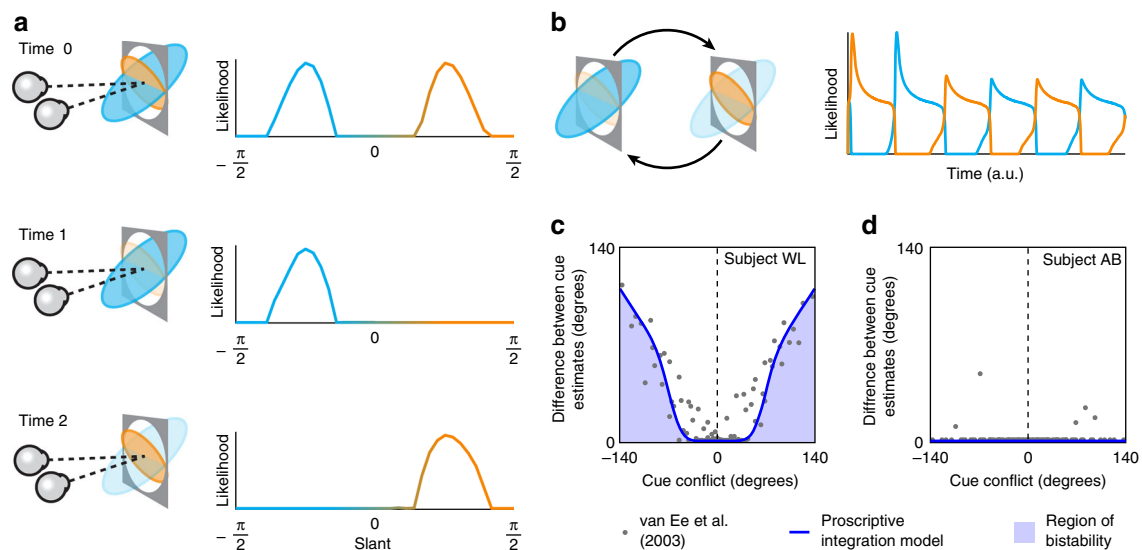 a
Time 0
Likelihood
− π/2
0
π/2
Time 1
Likelihood
− π/2
0
π/2
Time 2
Likelihood
− π/2
0
π/2
Slant
b
Likelihood
Time (a.u.)
c
140
Subject WL
Difference between cue
estimates (degrees)
0
−140
0
140
Cue conflict (degrees)
d
140
Subject AB
Difference between cue
estimates (degrees)
0
−140
0
140
Cue conflict (degrees)
van Ee et al.
(2003)
Proscriptive
integration model
Region of
bistability